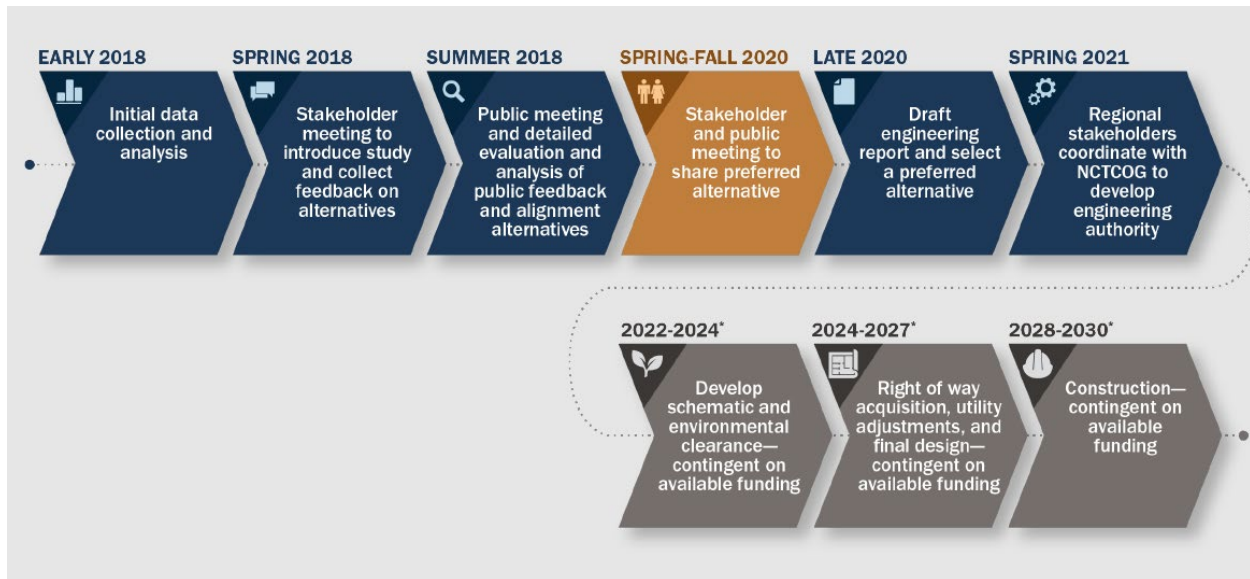 EARLY 2018
Initial data
collection and
analysis
SPRING 2018
Stakeholder
meeting to
introduce study
and collect
feedback on
alternatives
SUMMER 2018
Public meeting
and detailed
evaluation and
analysis of
public feedback
and alignment
alternatives
SPRING-FALL 2020
Stakeholder
and public
meeting to
share preferred
alternative
LATE 2020
Draft
engineering
report and select
a preferred
alternative
SPRING 2021
Regional
stakeholders
coordinate with
NCTCOG to
develop
engineering
authority
2022-2024*
Develop
schematic and
environmental
clearance—
contingent on
available funding
2024-2027*
Right of way
acquisition, utility
adjustments, and
final design—
contingent on
available funding
2028-2030*
Construction—
contingent on
available
funding